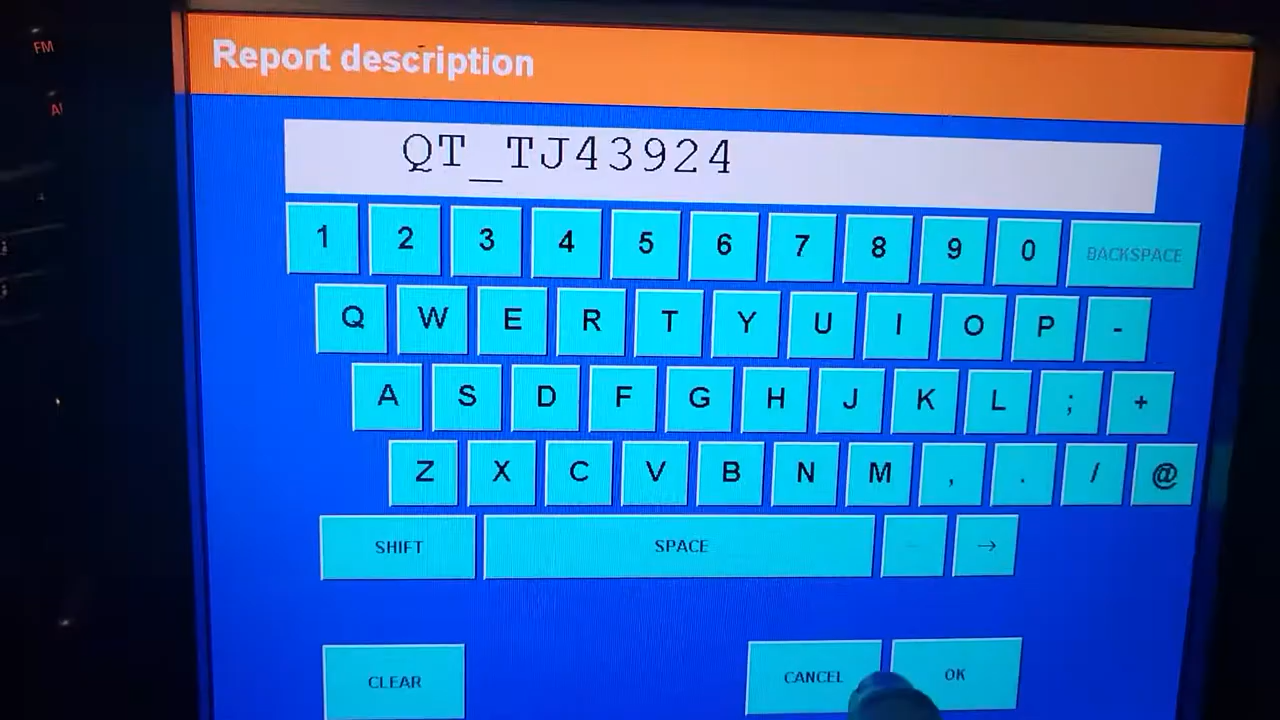 FM
Report description
QT_TJ43924
1 2 3 4 5 6 7 8 9 0 BACKSPACE
Q W E R T Y U I O P -
A S D F G H J K L ; +
Z X C V B N M , . / @
SHIFT SPACE →
CLEAR CANCEL OK